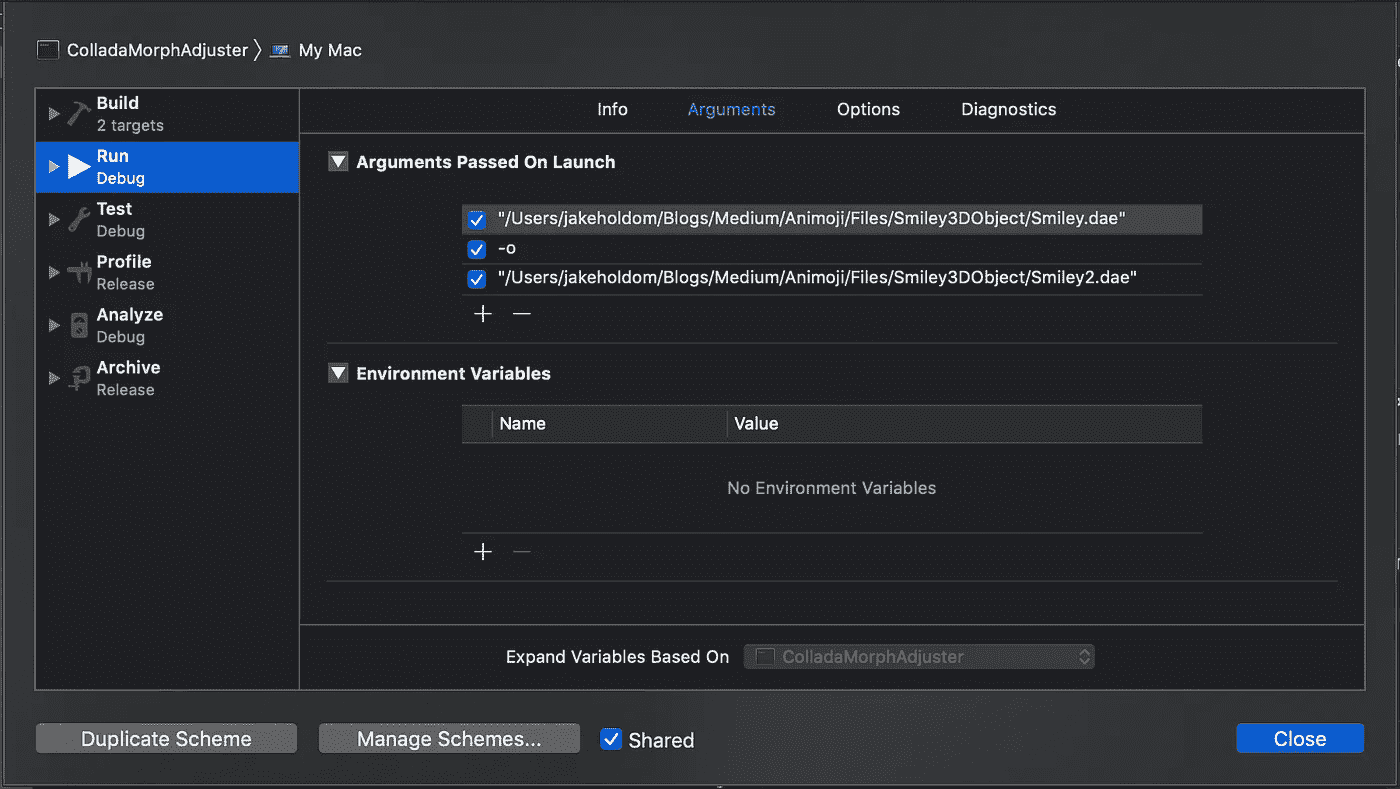 ColladaMorphAdjuster My Mac
Build
2 targets
Run
Debug
Test
Debug
Profile
Release
Analyze
Debug
Archive
Release
Info Arguments Options Diagnostics
Arguments Passed On Launch
"/Users/jakeholdom/Blogs/Medium/Animoji/Files/Smiley3DObject/Smiley.dae"
-o
"/Users/jakeholdom/Blogs/Medium/Animoji/Files/Smiley3DObject/Smiley2.dae"
Environment Variables
Name Value
No Environment Variables
Expand Variables Based On ColladaMorphAdjuster
Duplicate Scheme Manage Schemes... Shared Close